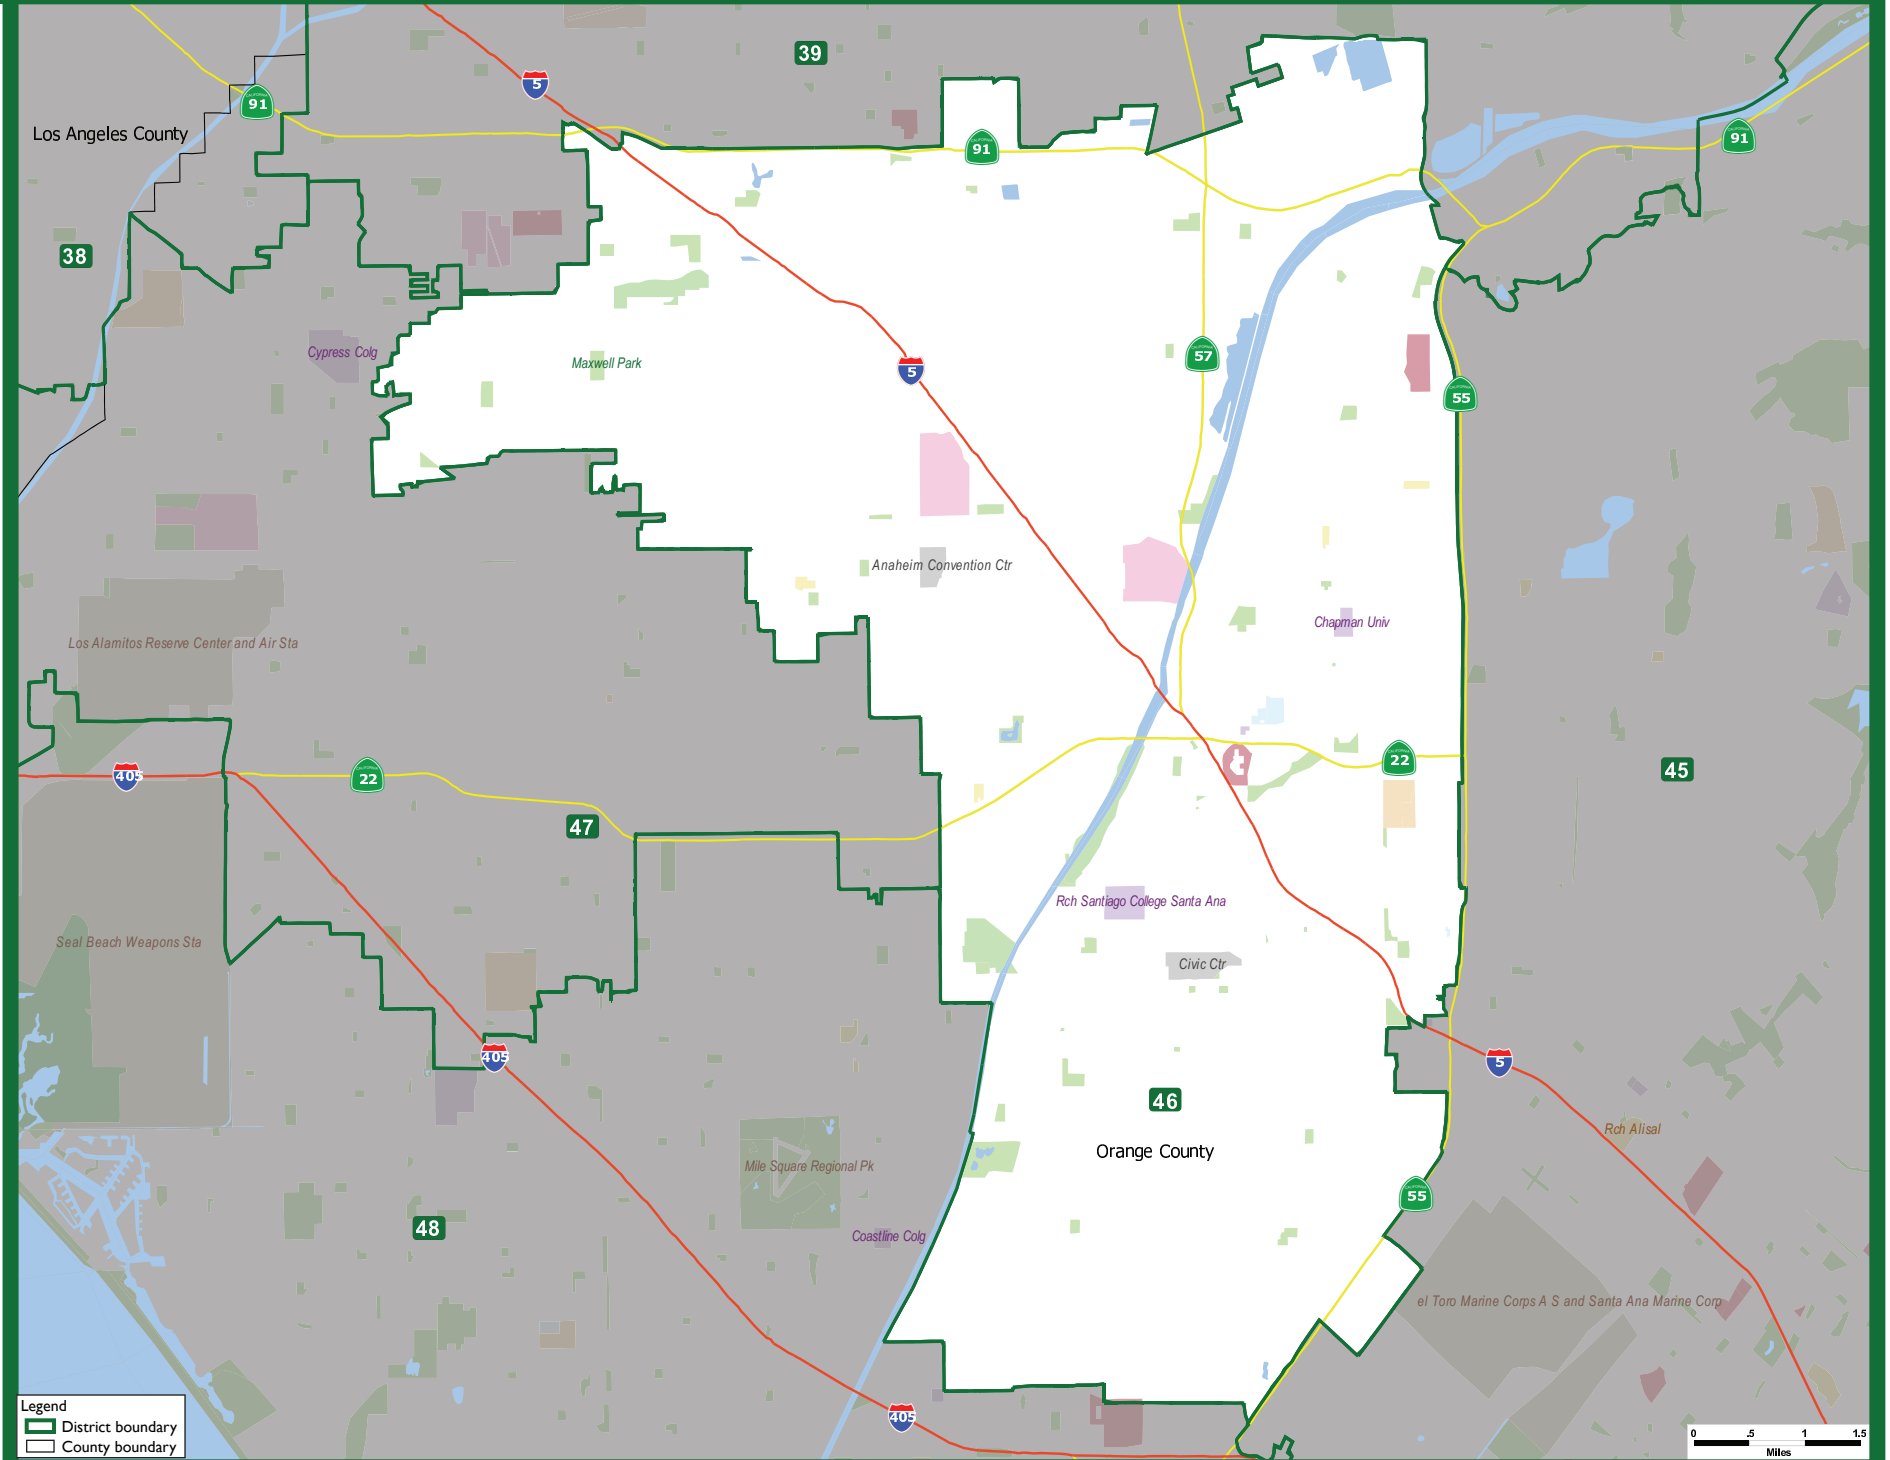 39
5
91
Los Angeles County
91
91
38
Cypress Colg
Maxwell Park
57
5
55
Anaheim Convention Ctr
Chapman Univ
Los Alamitos Reserve Center and Air Sta
405
22
22
45
47
Rch Santiago College Santa Ana
Seal Beach Weapons Sta
Civic Ctr
405
5
46
Rch Alisal
Orange County
Mile Square Regional Pk
55
48
Coastline Colg
el Toro Marine Corps A S and Santa Ana Marine Corp
405
Legend
District boundary
County boundary
0 .5 1 1.5
Miles